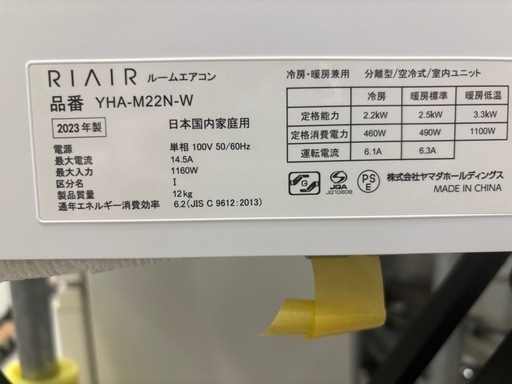 RIAIR ルームエアコン
品番 YHA-M22N-W
2023年製 日本国内家庭用
電源 単相 100V 50/60Hz
最大電流 14.5A
最大入力 1160W
区分名 I
製品質量 12kg
通年エネルギー消費効率 6.2(JIS C 9612:2013)
冷房・暖房兼用 分離型/空冷式/室内ユニット
冷房 暖房標準 暖房低温
定格能力 2.2kW 2.5kW 3.3kW
定格消費電力 460W 490W 1100W
運転電流 6.1A 6.3A
G
JQA
JQ1060B
PS
E
株式会社ヤマダホールディングス
MADE IN CHINA